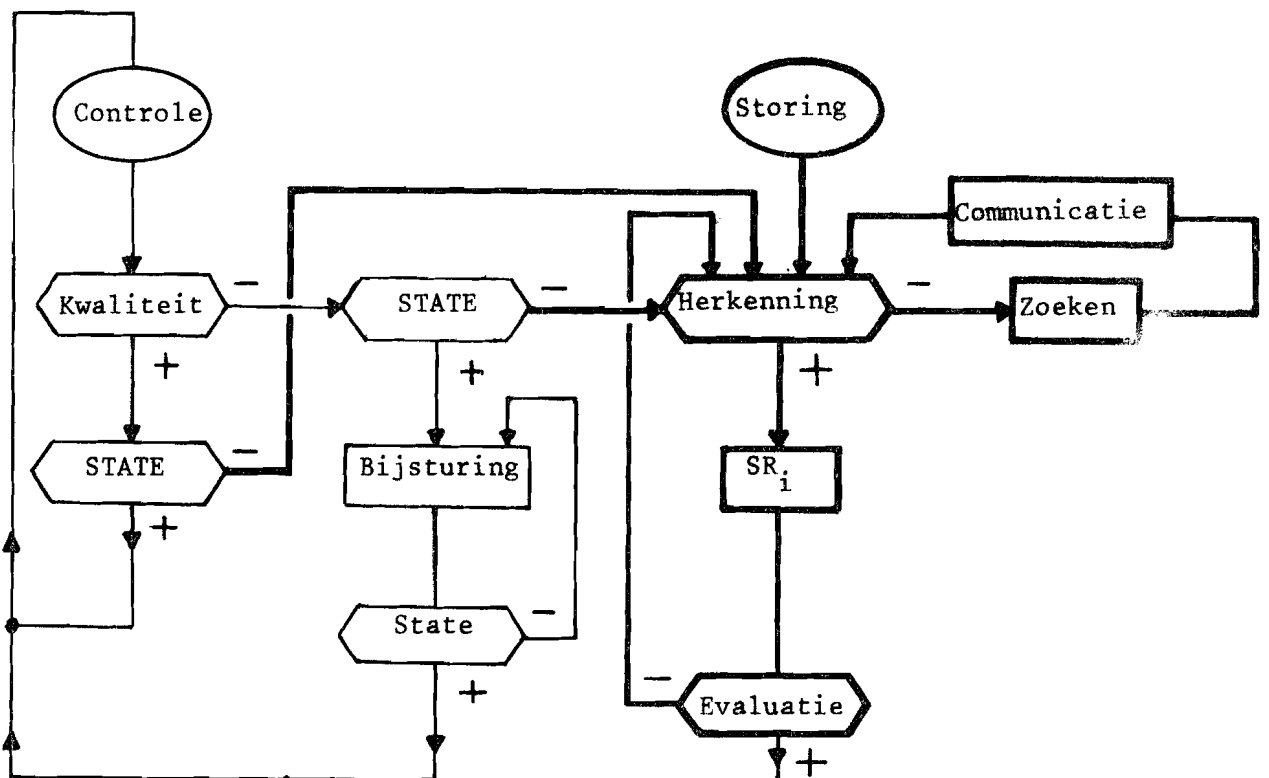 Controle
Storing
Communicatie
Kwaliteit
−
STATE
−
Herkenning
−
Zoeken
+
+
+
STATE
−
Bijsturing
SR i
+
State
−
+
−
Evaluatie
+